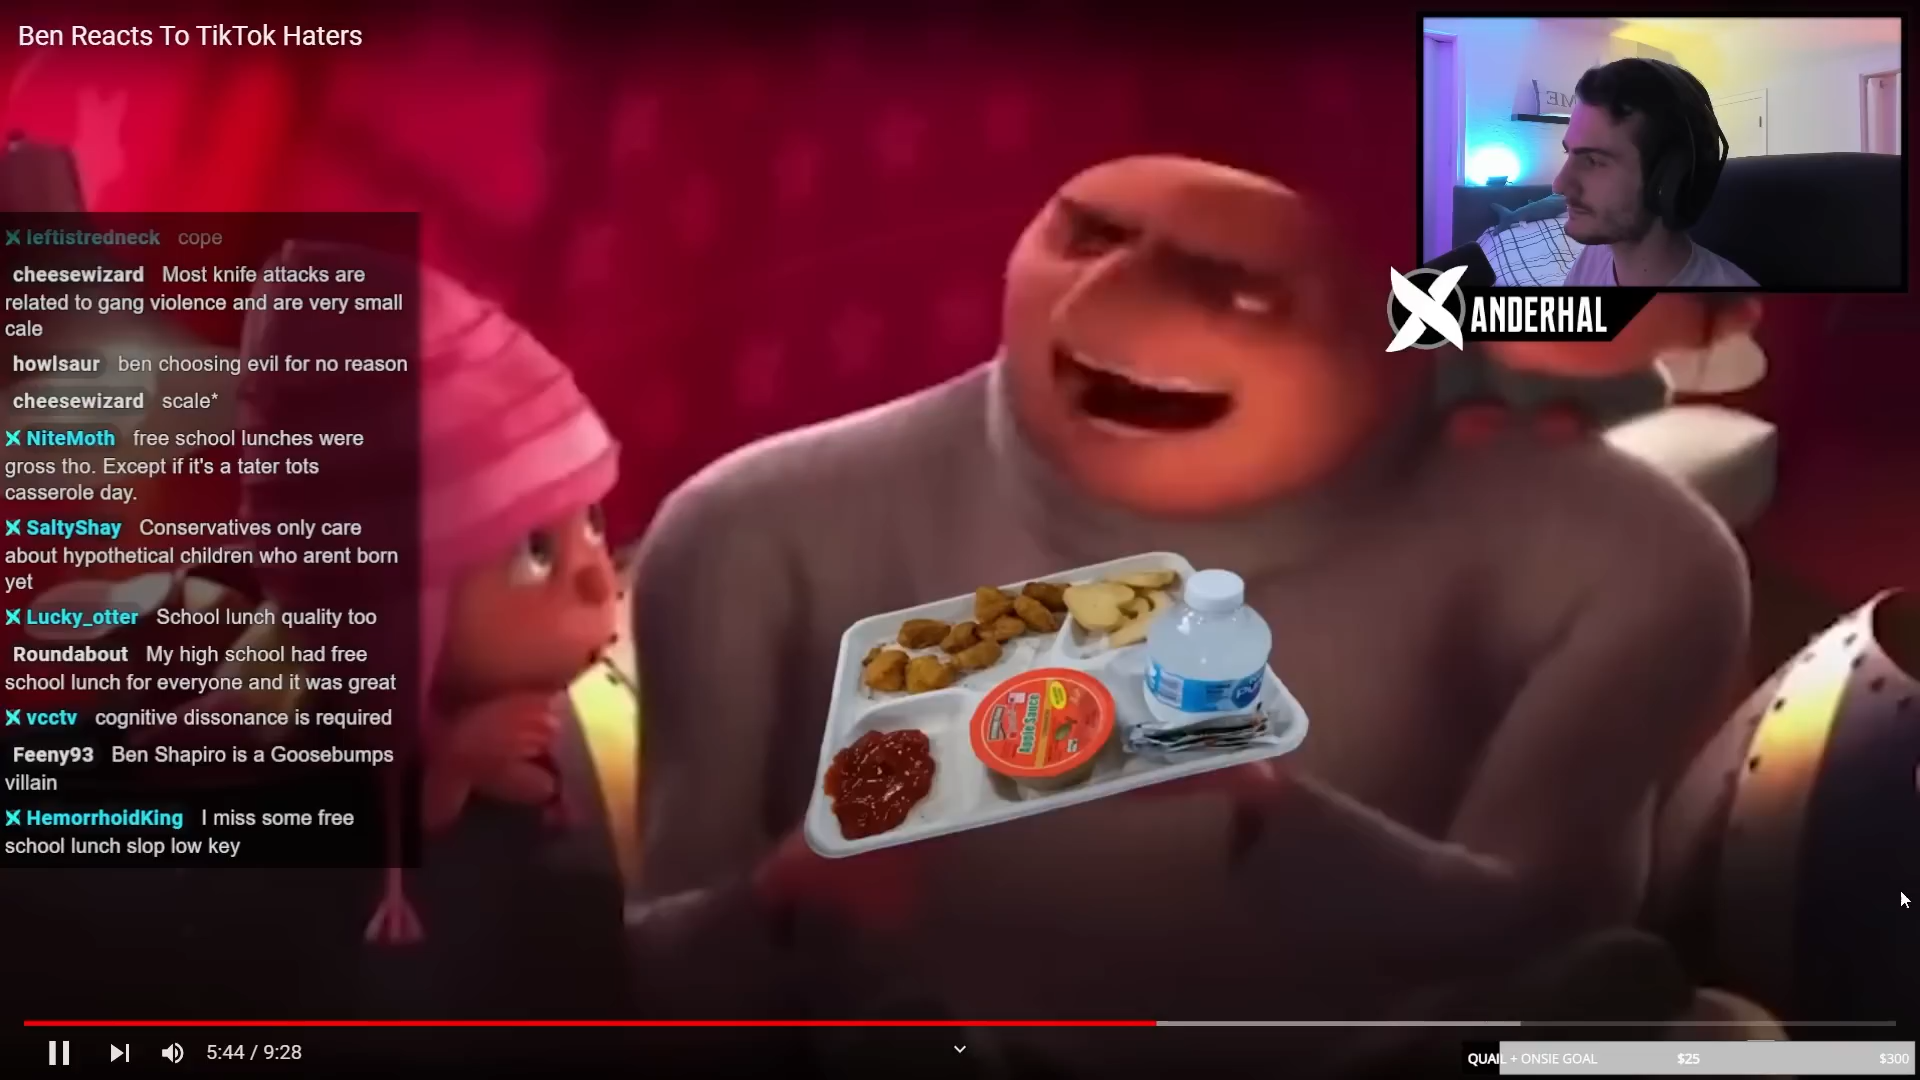 Ben Reacts To TikTok Haters
ANDERHAL
leftistredneck cope
cheesewizard Most knife attacks are
related to gang violence and are very small
cale
howlsaur ben choosing evil for no reason
cheesewizard scale*
NiteMoth free school lunches were
gross tho. Except if it's a tater tots
casserole day.
SaltyShay Conservatives only care
about hypothetical children who arent born
yet
Lucky_otter School lunch quality too
Roundabout My high school had free
school lunch for everyone and it was great
vcctv cognitive dissonance is required
Feeny93 Ben Shapiro is a Goosebumps
villain
HemorrhoidKing I miss some free
school lunch slop low key
Apple Sauce
5:44 / 9:28
QUAIL + ONSIE GOAL $25 $300